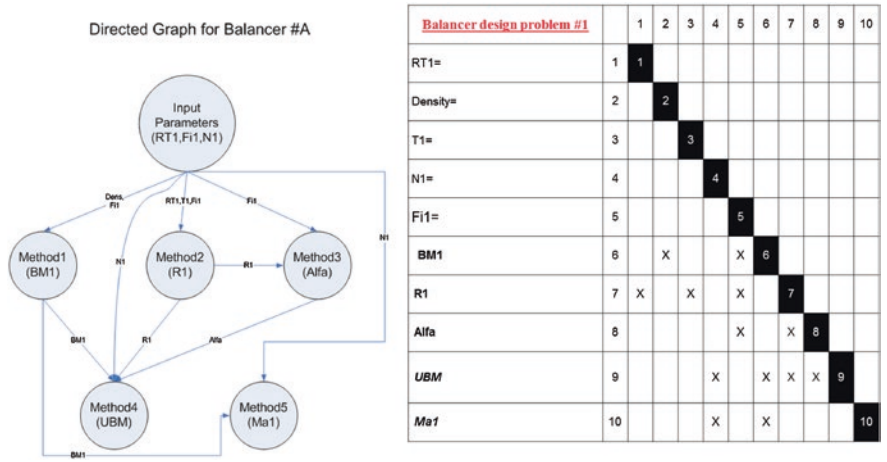 Directed Graph for Balancer #A
Input
Parameters
(RT1,Fi1,N1)
Dens,
Fi1
N1
RT1,T1,Fi1
Fi1
N1
Method1
(BM1)
Method2
(R1)
R1
Method3
(Alfa)
BM1
R1
Alfa
Method4
(UBM)
Method5
(Ma1)
BM1
Balancer design problem #1 1 2 3 4 5 6 7 8 9 10
RT1= 1 1
Density= 2 2
T1= 3 3
N1= 4 4
Fi1= 5 5
BM1 6 X X 6
R1 7 X X X 7
Alfa 8 X X 8
UBM 9 X X X X 9
Ma1 10 X X 10